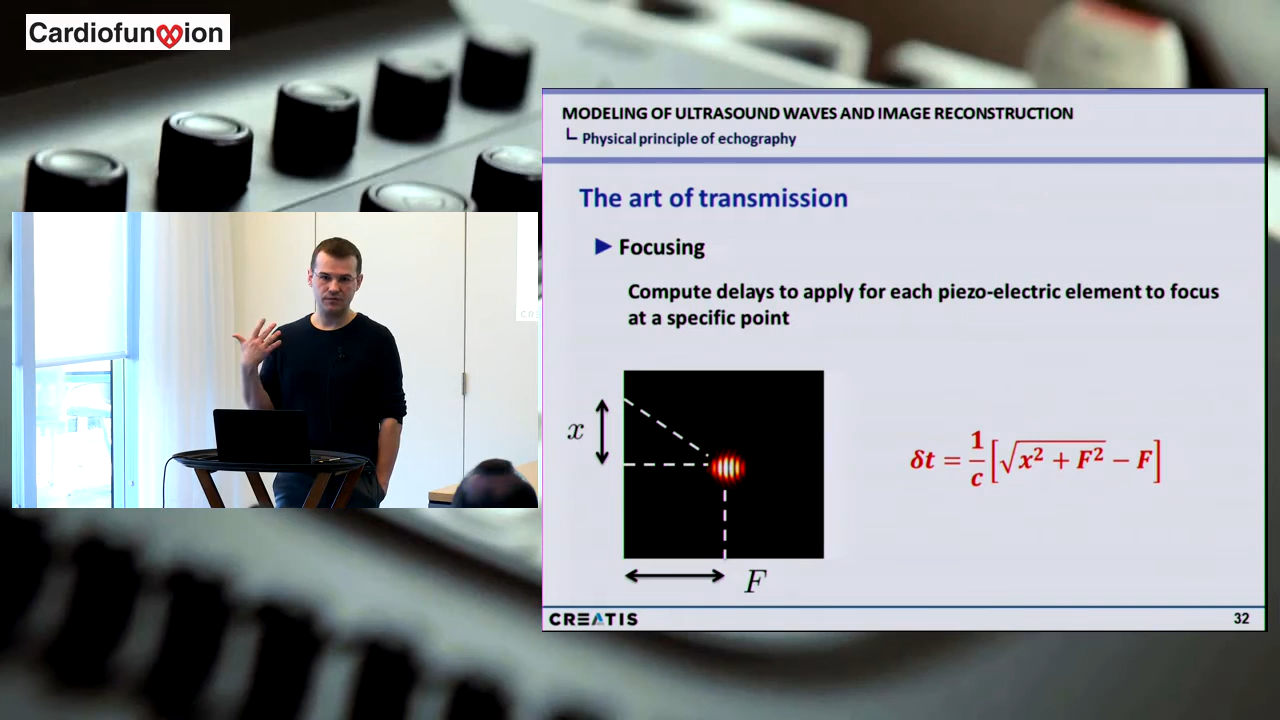 Cardiofunxion
MODELING OF ULTRASOUND WAVES AND IMAGE RECONSTRUCTION
Physical principle of echography
The art of transmission
Focusing
Compute delays to apply for each piezo-electric element to focus
at a specific point
x
δt = 1/c [√x² + F² − F]
F
CREATIS 32